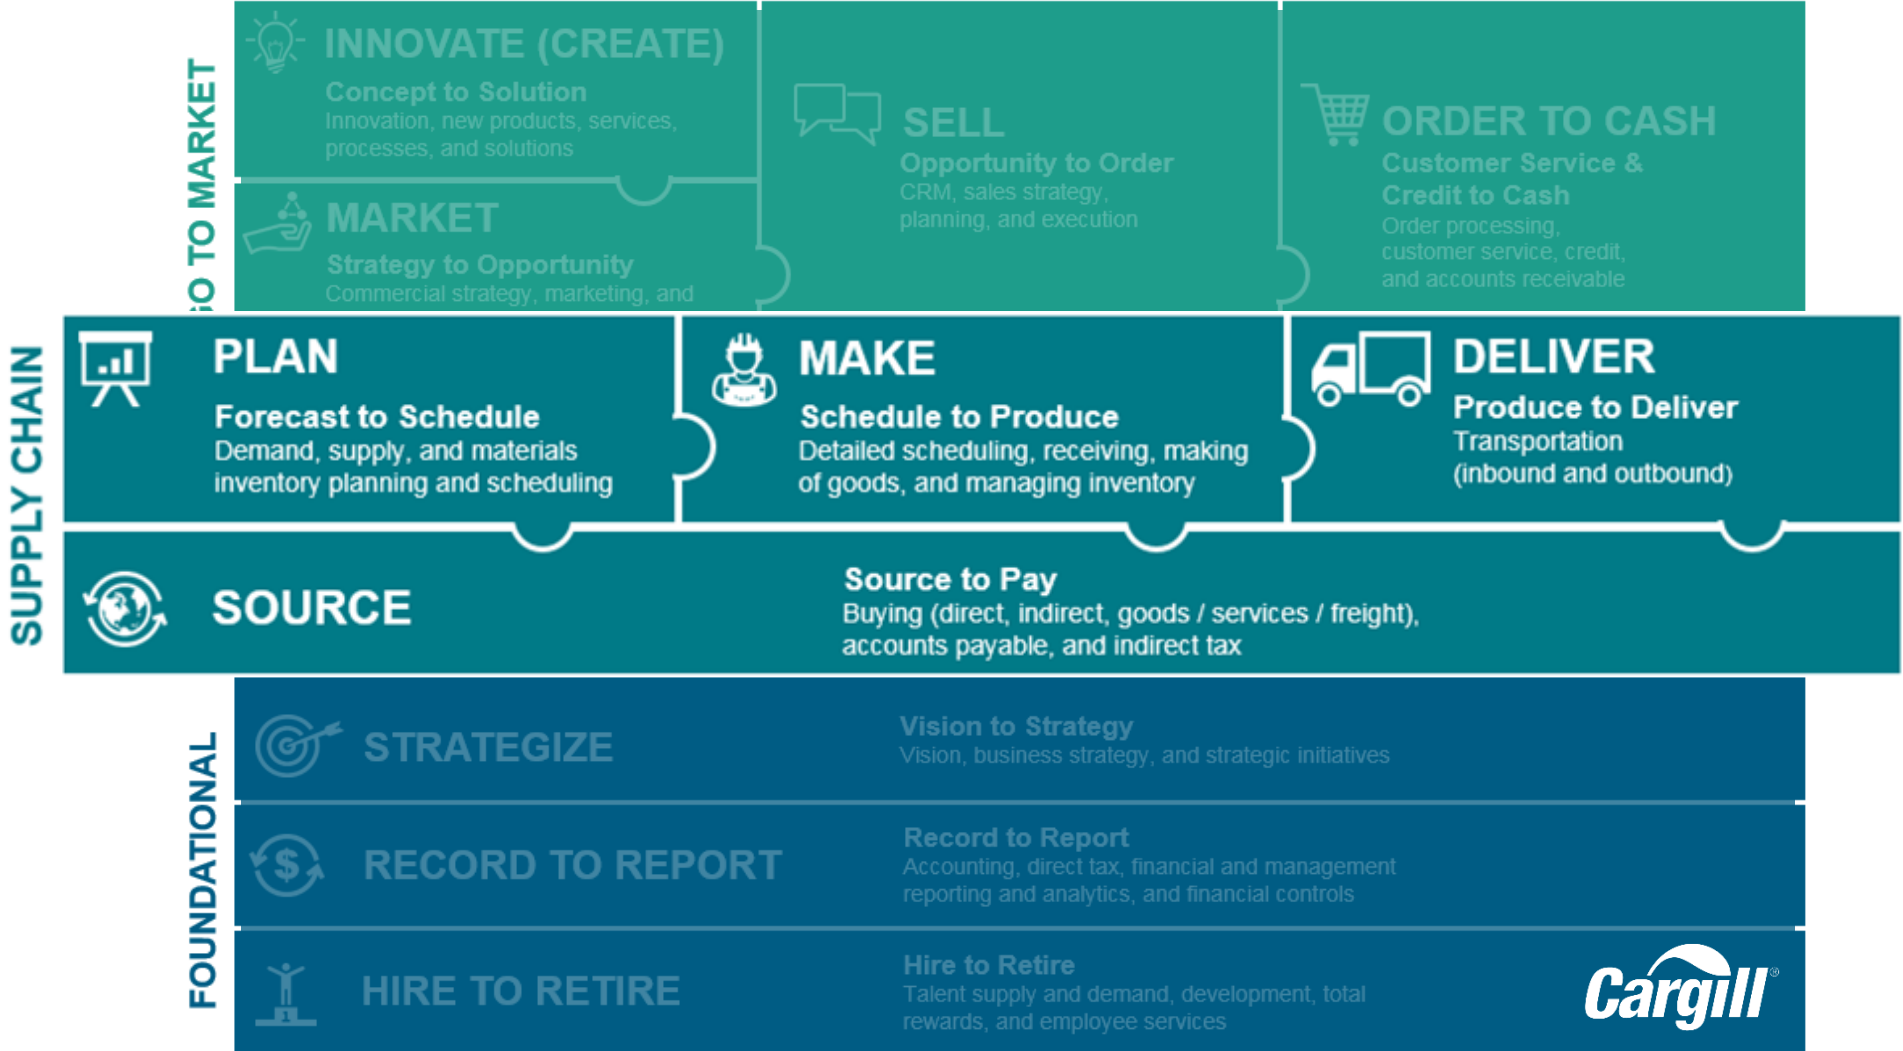 GO TO MARKET
INNOVATE (CREATE)
Concept to Solution
Innovation, new products, services,
processes, and solutions
MARKET
Strategy to Opportunity
Commercial strategy, marketing, and
SELL
Opportunity to Order
CRM, sales strategy,
planning, and execution
ORDER TO CASH
Customer Service &
Credit to Cash
Order processing,
customer service, credit,
and accounts receivable
SUPPLY CHAIN
PLAN
Forecast to Schedule
Demand, supply, and materials
inventory planning and scheduling
MAKE
Schedule to Produce
Detailed scheduling, receiving, making
of goods, and managing inventory
DELIVER
Produce to Deliver
Transportation
(inbound and outbound)
SOURCE
Source to Pay
Buying (direct, indirect, goods / services / freight),
accounts payable, and indirect tax
FOUNDATIONAL
STRATEGIZE
Vision to Strategy
Vision, business strategy, and strategic initiatives
$
RECORD TO REPORT
Record to Report
Accounting, direct tax, financial and management
reporting and analytics, and financial controls
1
HIRE TO RETIRE
Hire to Retire
Talent supply and demand, development, total
rewards, and employee services
Cargill®